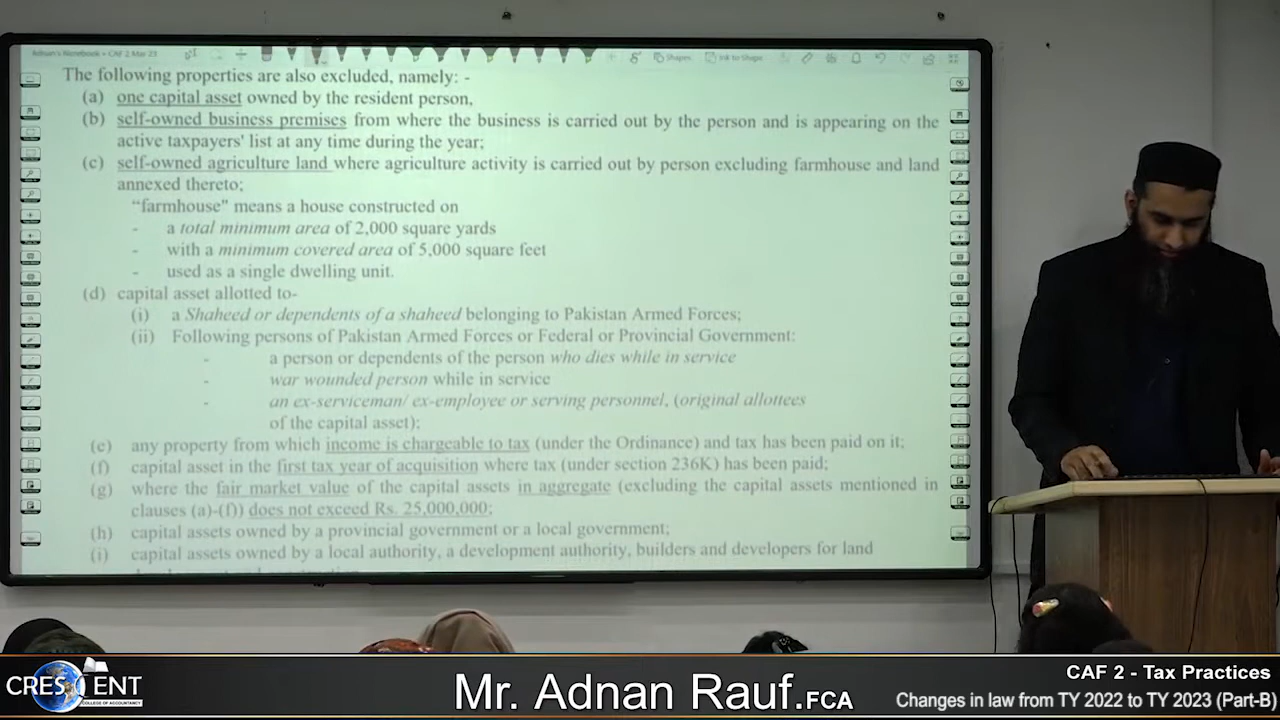 Adnan's Notebook » CAF 2 Mar 23
Shapes
Ink to Shape
The following properties are also excluded, namely: -
(a) one capital asset owned by the resident person,
(b) self-owned business premises from where the business is carried out by the person and is appearing on the
active taxpayers' list at any time during the year;
(c) self-owned agriculture land where agriculture activity is carried out by person excluding farmhouse and land
annexed thereto;
“farmhouse" means a house constructed on
- a total minimum area of 2,000 square yards
- with a minimum covered area of 5,000 square feet
- used as a single dwelling unit.
(d) capital asset allotted to-
(i) a Shaheed or dependents of a shaheed belonging to Pakistan Armed Forces;
(ii) Following persons of Pakistan Armed Forces or Federal or Provincial Government:
- a person or dependents of the person who dies while in service
- war wounded person while in service
- an ex-serviceman/ ex-employee or serving personnel, (original allottees
of the capital asset);
(e) any property from which income is chargeable to tax (under the Ordinance) and tax has been paid on it;
(f) capital asset in the first tax year of acquisition where tax (under section 236K) has been paid;
(g) where the fair market value of the capital assets in aggregate (excluding the capital assets mentioned in
clauses (a)-(f)) does not exceed Rs. 25,000,000;
(h) capital assets owned by a provincial government or a local government;
(i) capital assets owned by a local authority, a development authority, builders and developers for land
CRESCENT
COLLEGE OF ACCOUNTANCY
Mr. Adnan Rauf.FCA
CAF 2 - Tax Practices
Changes in law from TY 2022 to TY 2023 (Part-B)